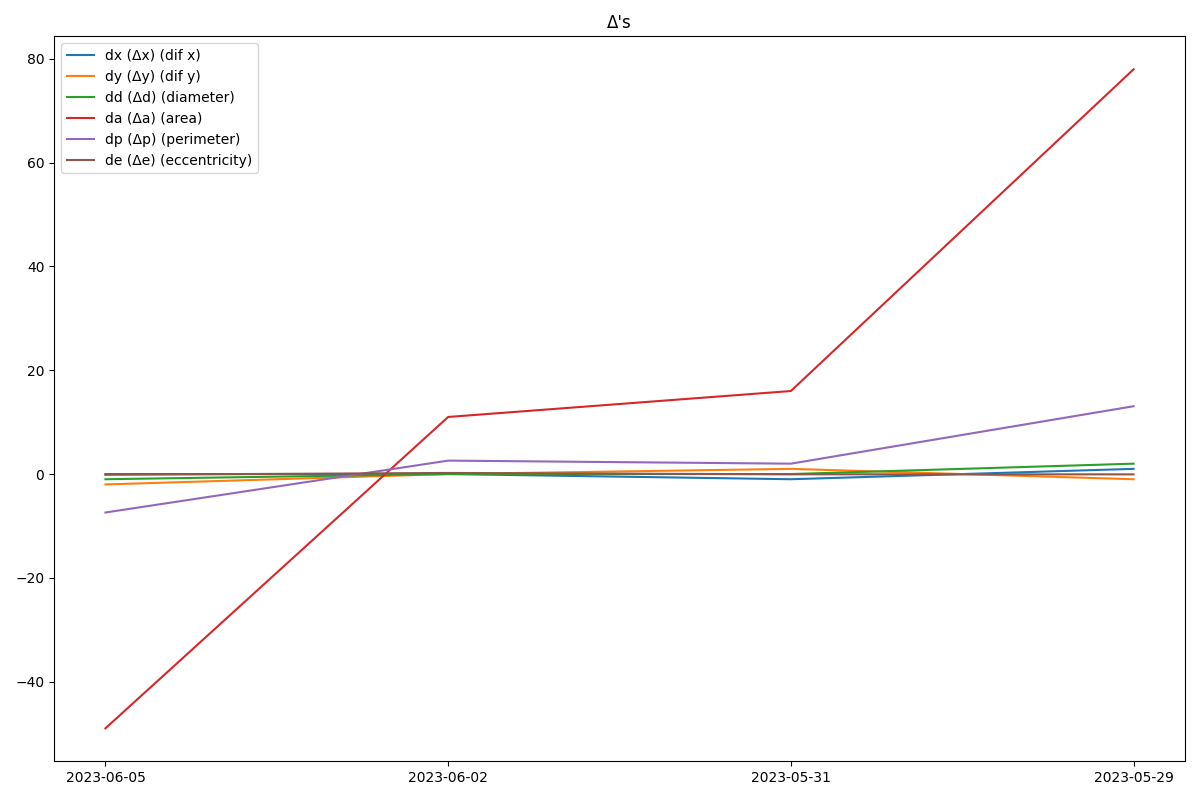 Δ's
dx (Δx) (dif x)
dy (Δy) (dif y)
dd (Δd) (diameter)
da (Δa) (area)
dp (Δp) (perimeter)
de (Δe) (eccentricity)
80
60
40
20
0
−20
−40
2023-06-05 2023-06-02 2023-05-31 2023-05-29